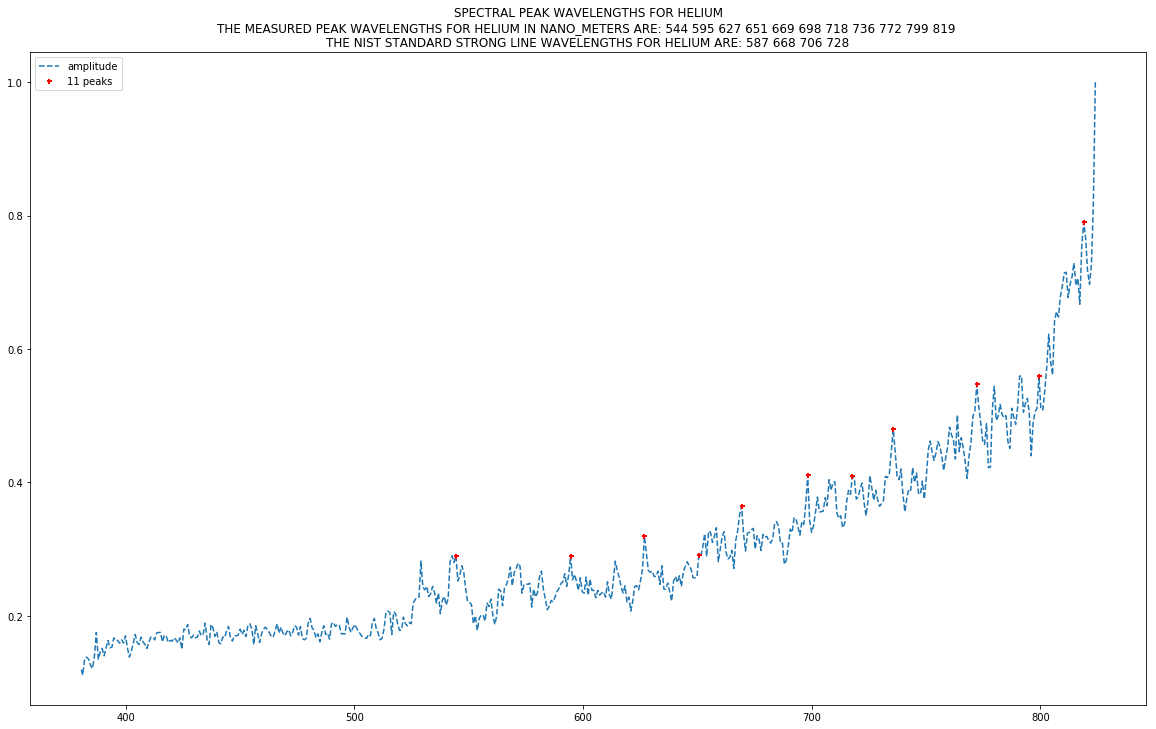 SPECTRAL PEAK WAVELENGTHS FOR HELIUM
THE MEASURED PEAK WAVELENGTHS FOR HELIUM IN NANO_METERS ARE: 544 595 627 651 669 698 718 736 772 799 819
THE NIST STANDARD STRONG LINE WAVELENGTHS FOR HELIUM ARE: 587 668 706 728
amplitude
11 peaks
1.0
0.8
0.6
0.4
0.2
400 500 600 700 800